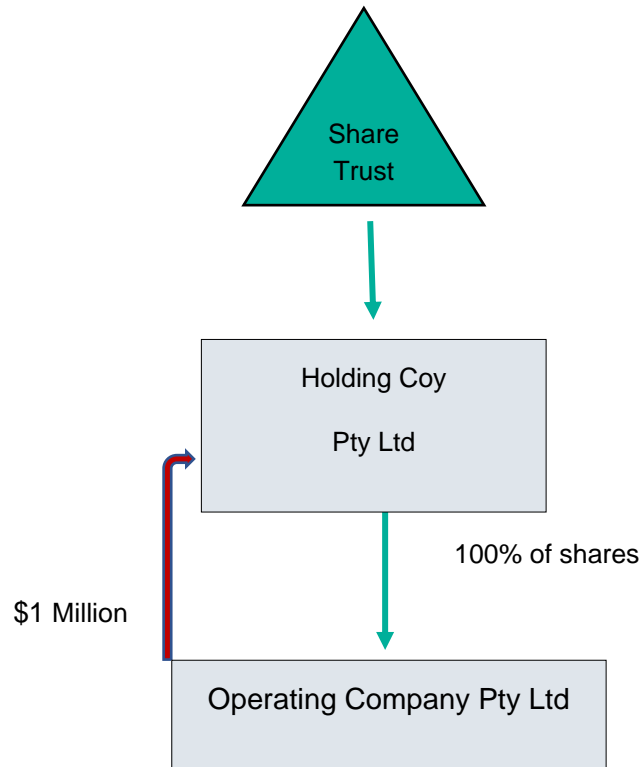 Share
Trust
Holding Coy
Pty Ltd
100% of shares
$1 Million
Operating Company Pty Ltd